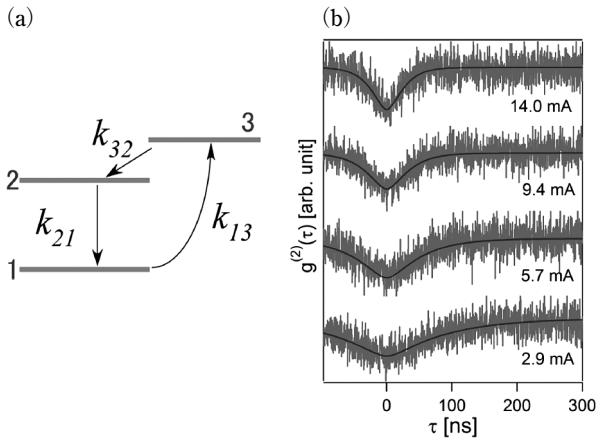 (a)
3
k32
2
k21
k13
1
(b)
g(2)(τ) [arb. unit]
14.0 mA
9.4 mA
5.7 mA
2.9 mA
0 100 200 300
τ [ns]